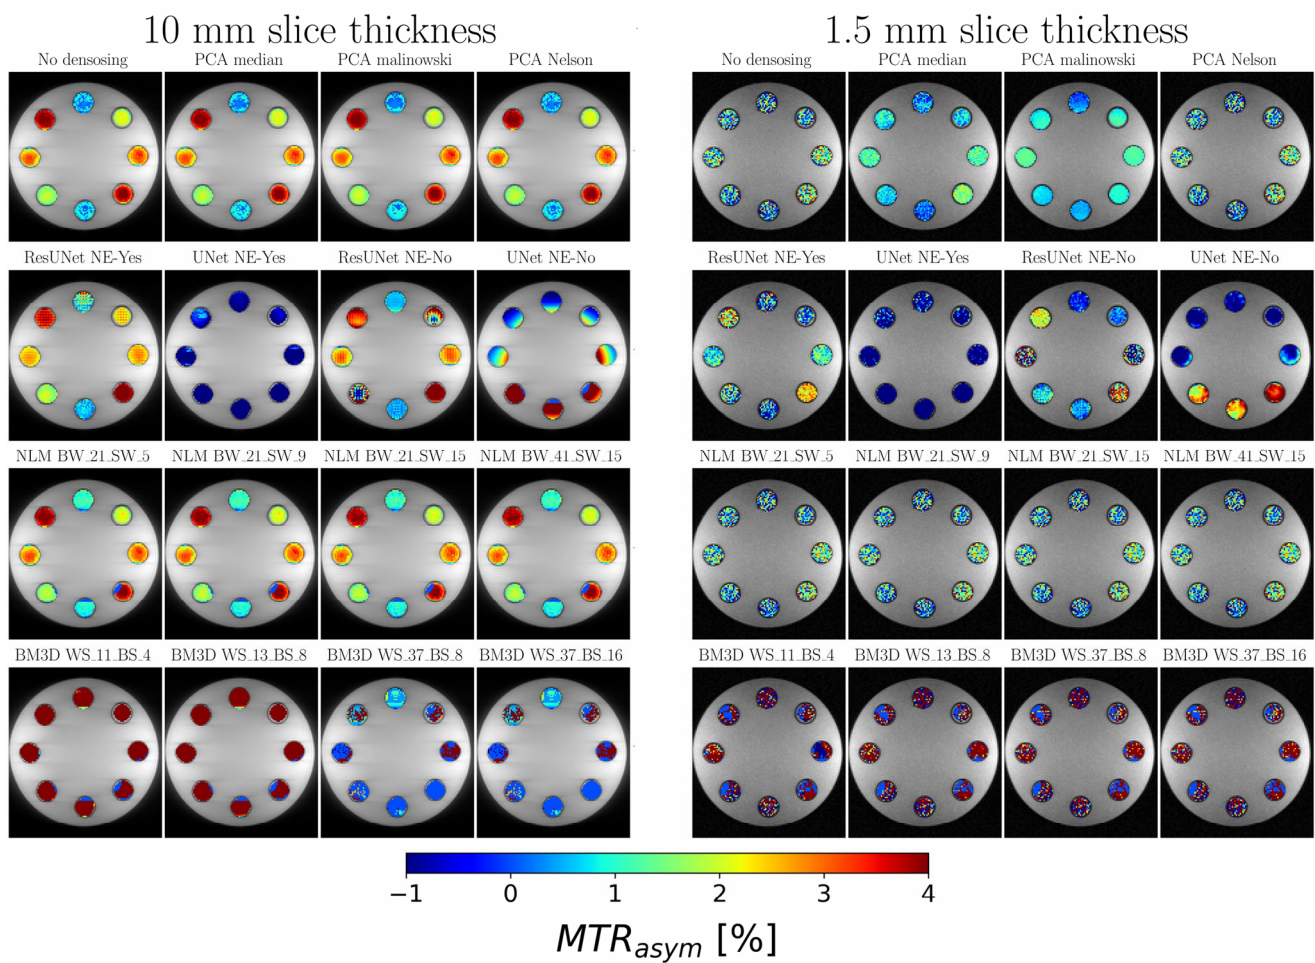 10 mm slice thickness
1.5 mm slice thickness
No densosing PCA median PCA malinowski PCA Nelson
No densosing PCA median PCA malinowski PCA Nelson
ResUNet NE-Yes UNet NE-Yes ResUNet NE-No UNet NE-No
ResUNet NE-Yes UNet NE-Yes ResUNet NE-No UNet NE-No
NLM BW_21_SW_5 NLM BW_21_SW_9 NLM BW_21_SW_15 NLM BW_41_SW_15
NLM BW_21_SW_5 NLM BW_21_SW_9 NLM BW_21_SW_15 NLM BW_41_SW_15
BM3D WS_11_BS_4 BM3D WS_13_BS_8 BM3D WS_37_BS_8 BM3D WS_37_BS_16
BM3D WS_11_BS_4 BM3D WS_13_BS_8 BM3D WS_37_BS_8 BM3D WS_37_BS_16
−1 0 1 2 3 4
MTR_asym [%]